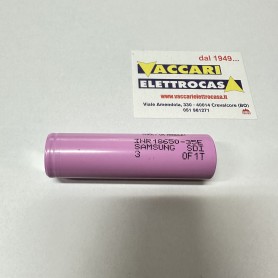 dal 1949...
VACCARI
ELETTROCASA
www.vaccarielettrocasa.it
Viale Amendola, 330 - 40014 Crevalcore (BO)
051 981271
INR18650-35E
SAMSUNG SDI
3 0F1T